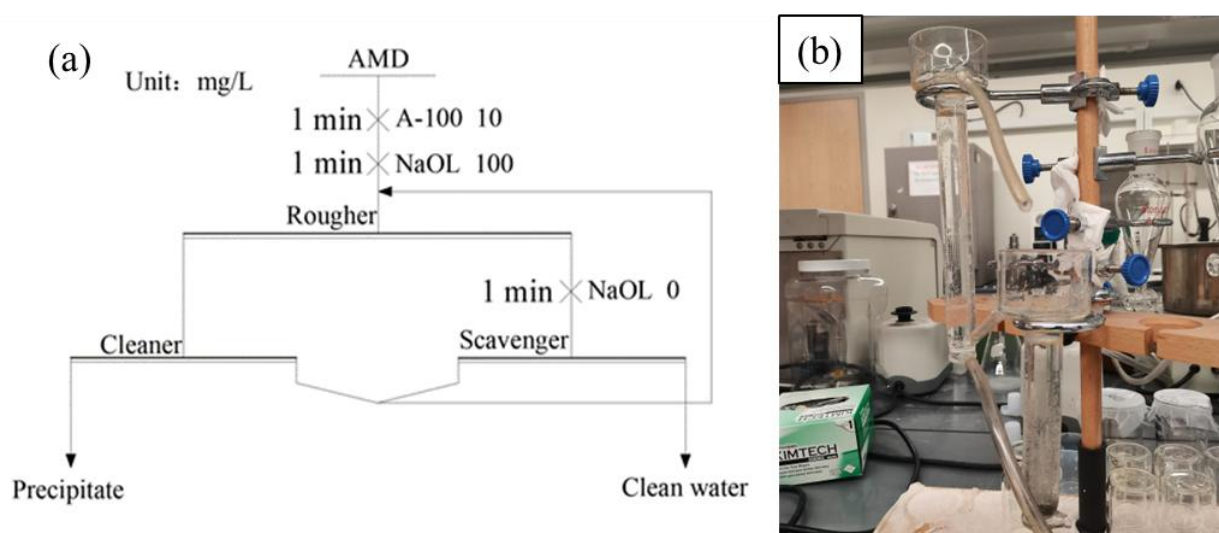 (a)
AMD
Unit: mg/L
1 min A-100 10
1 min NaOL 100
Rougher
1 min NaOL 0
Cleaner
Scavenger
Precipitate
Clean water
(b)
KIMTECH